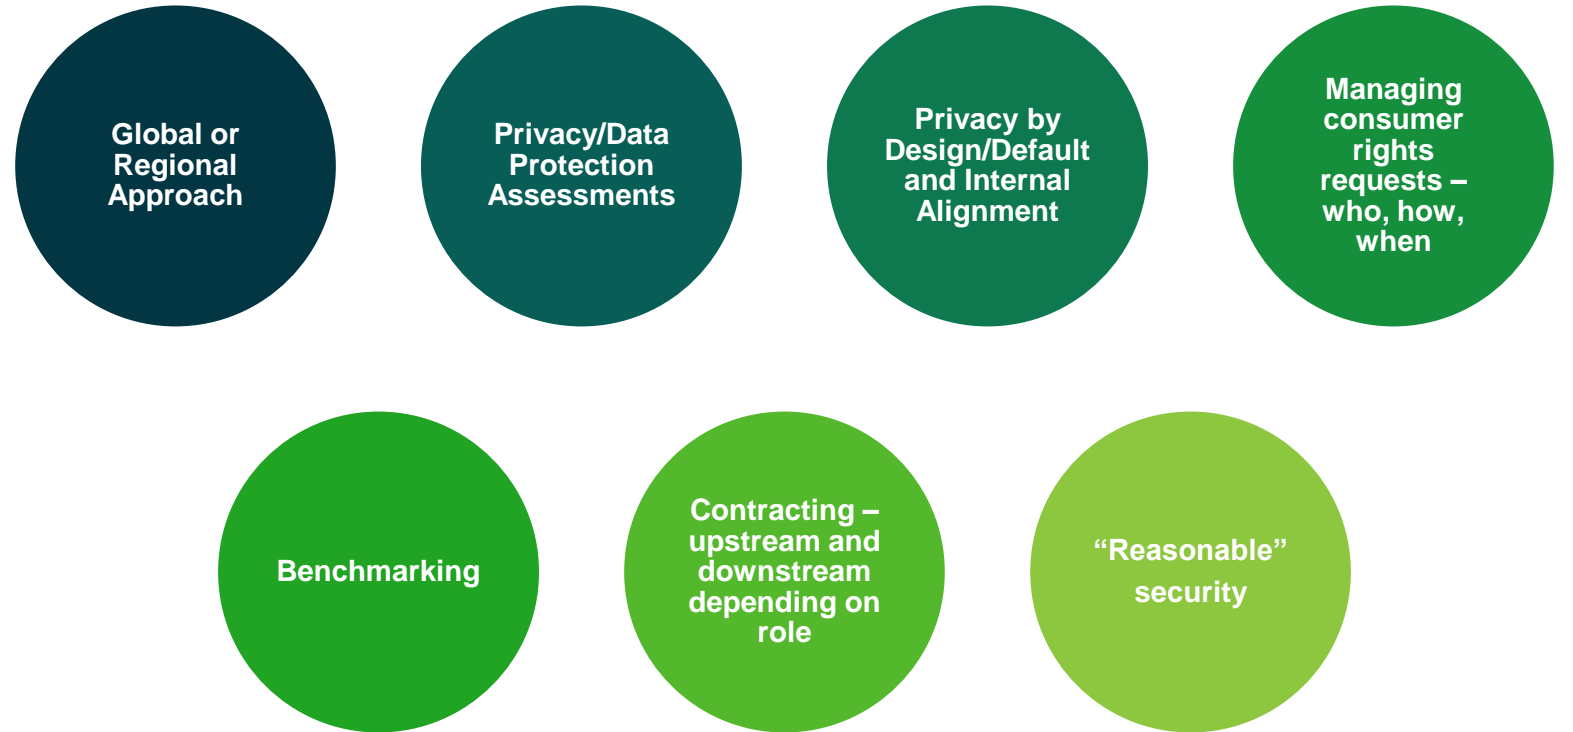 Global or
Regional
Approach
Privacy/Data
Protection
Assessments
Privacy by
Design/Default
and Internal
Alignment
Managing
consumer
rights
requests –
who, how,
when
Benchmarking
Contracting –
upstream and
downstream
depending on
role
“Reasonable”
security